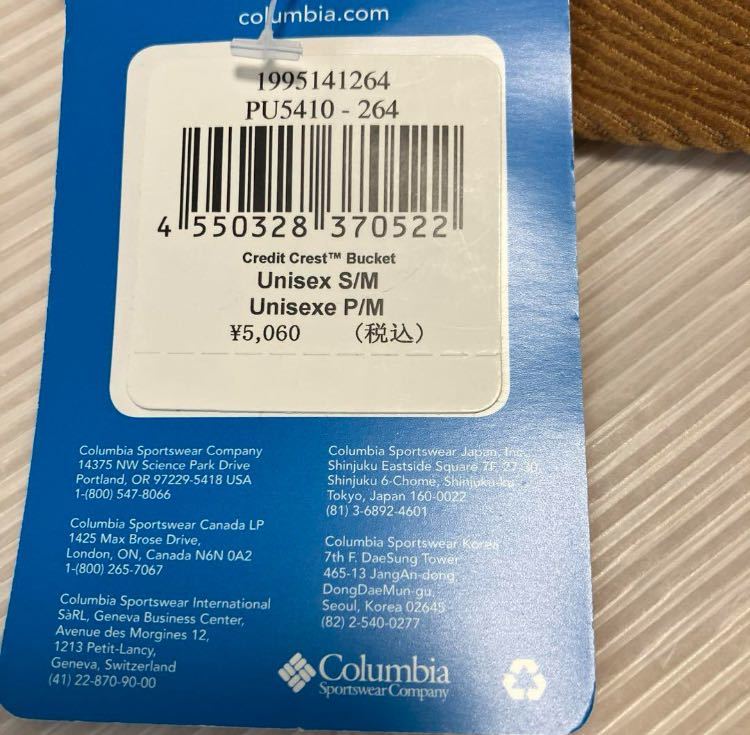 columbia.com
1995141264
PU5410 - 264
4 550328 370522
Credit Crest™ Bucket
Unisex S/M
Unisexe P/M
¥5,060 (税込)
Columbia Sportswear Company
14375 NW Science Park Drive
Portland, OR 97229-5418 USA
1-(800) 547-8066
Columbia Sportswear Canada LP
1425 Max Brose Drive,
London, ON, Canada N6N 0A2
1-(800) 265-7067
Columbia Sportswear International
SàRL, Geneva Business Center,
Avenue des Morgines 12,
1213 Petit-Lancy,
Geneva, Switzerland
(41) 22-870-90-00
Columbia Sportswear Japan, Inc.
Shinjuku Eastside Square 7F, 27-30,
Shinjuku 6-Chome, Shinjuku-ku
Tokyo, Japan 160-0022
(81) 3-6892-4601
Columbia Sportswear Korea
7th F. DaeSung Tower
465-13 JangAn-dong
DongDaeMun-gu,
Seoul, Korea 02645
(82) 2-540-0277
Columbia
Sportswear Company